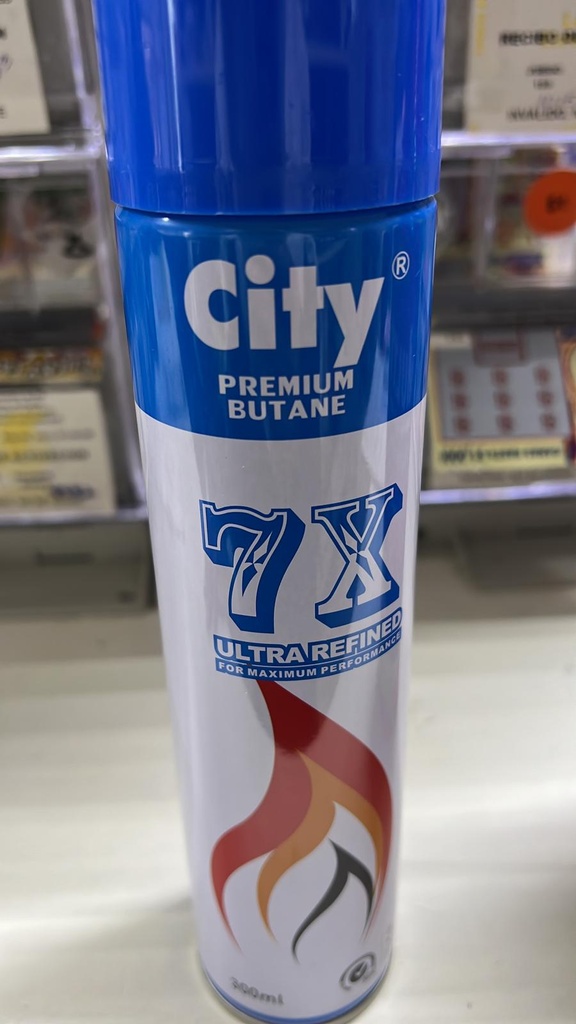 City®
PREMIUM
BUTANE
7X
ULTRA REFINED
FOR MAXIMUM PERFORMANCE
300ml